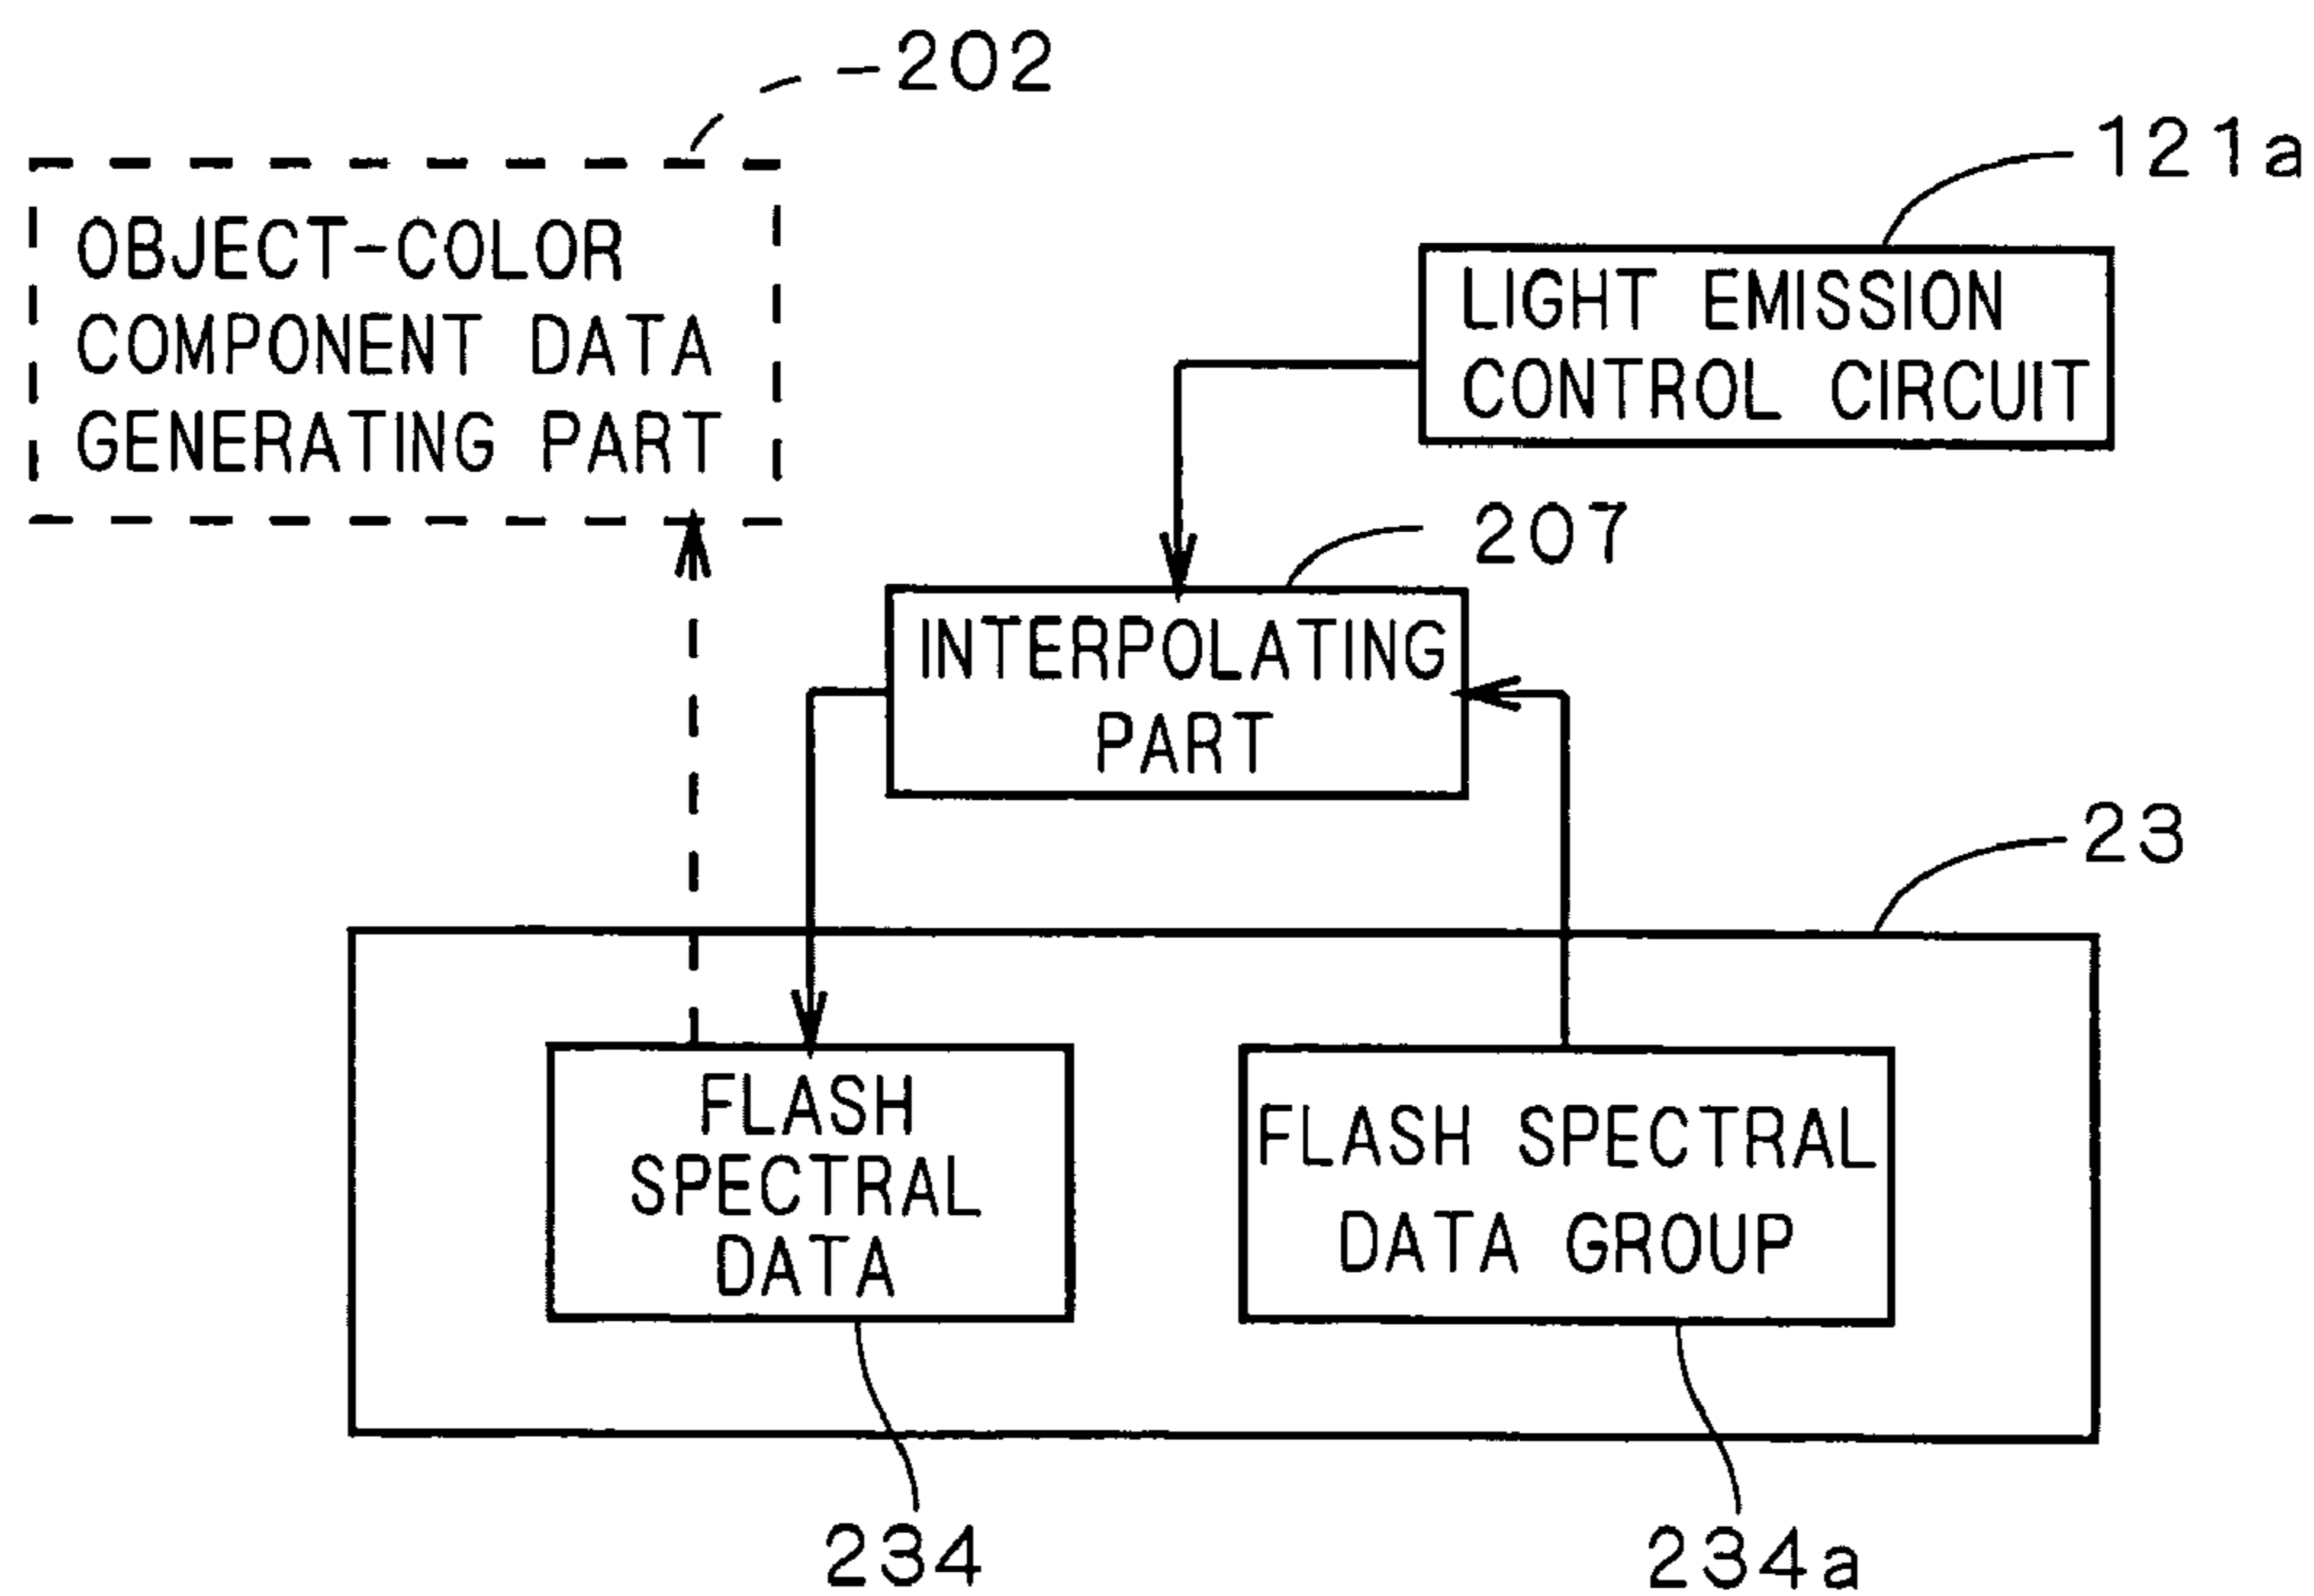 202
OBJECT-COLOR
COMPONENT DATA
GENERATING PART
121a
LIGHT EMISSION
CONTROL CIRCUIT
207
INTERPOLATING
PART
23
FLASH
SPECTRAL
DATA
FLASH SPECTRAL
DATA GROUP
234
234a